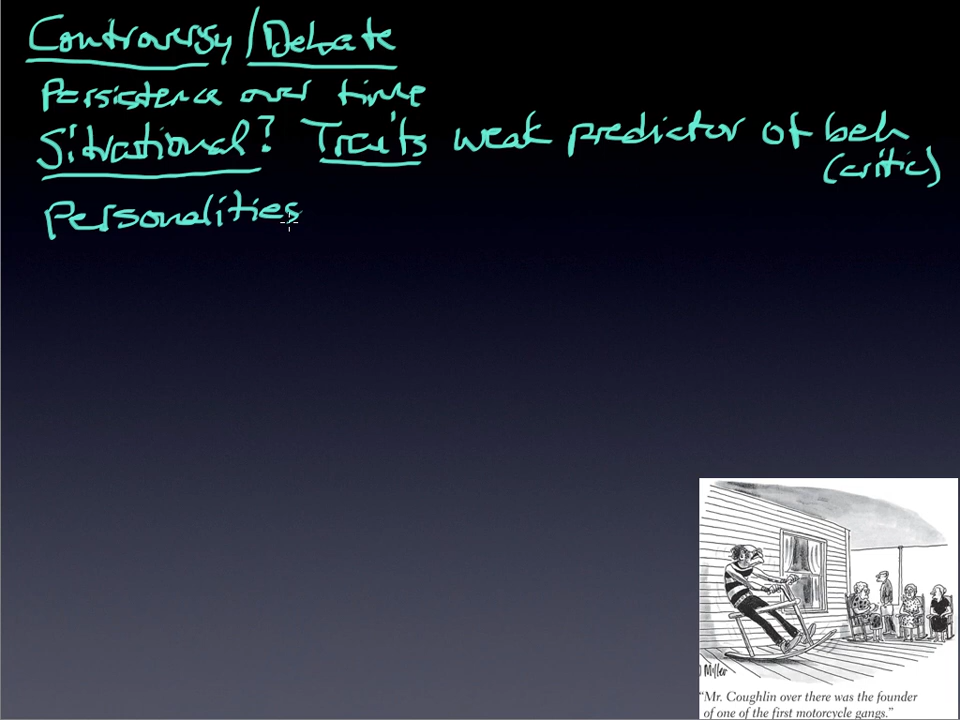 Controversy / Debate
Persistence over time
Situational? Traits weak predictor of beh
(critic)
Personalities
Miller
"Mr. Coughlin over there was the founder
of one of the first motorcycle gangs."